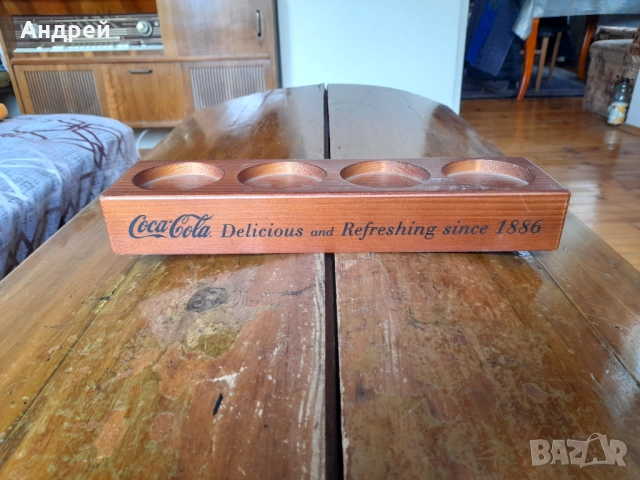 Андрей
Coca-Cola Delicious and Refreshing since 1886
BAZAR